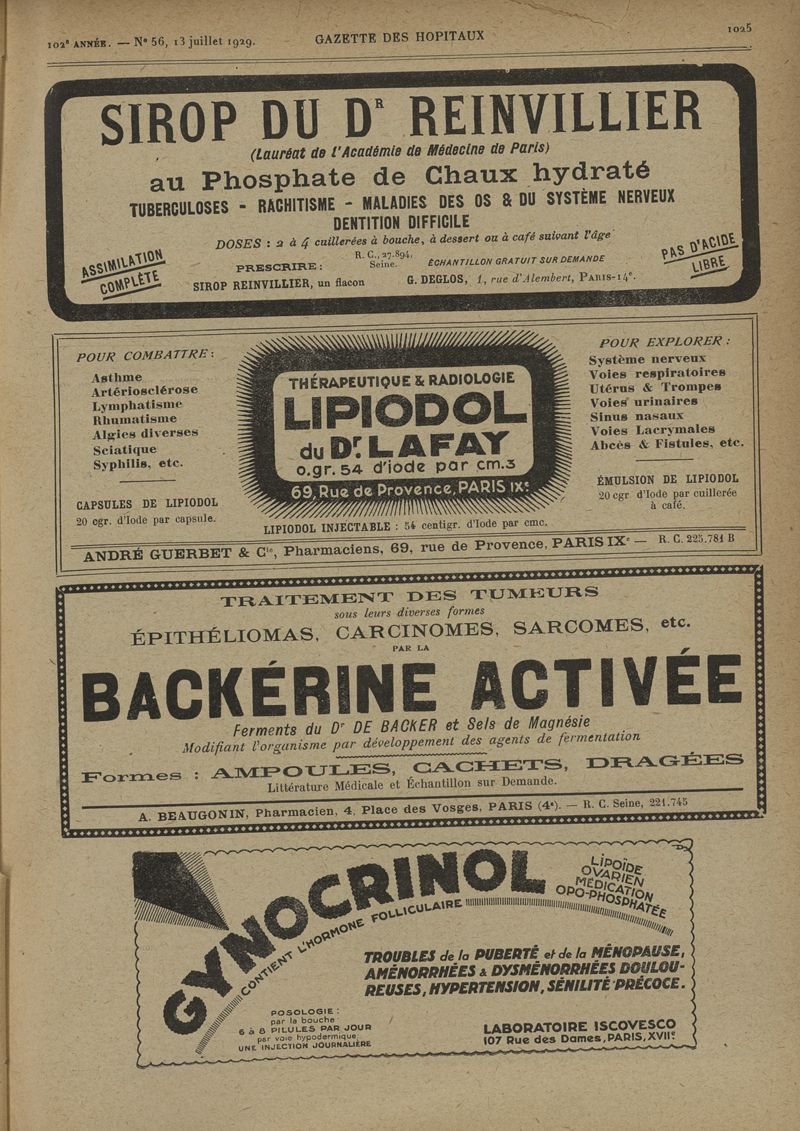 102e ANNÉE. — No 56, 13 juillet 1929.
GAZETTE DES HOPITAUX
1025
SIROP DU Dr REINVILLIER
(Lauréat de l'Académie de Médecine de Paris)
au Phosphate de Chaux hydraté
TUBERCULOSES - RACHITISME - MALADIES DES OS & DU SYSTÈME NERVEUX
DENTITION DIFFICILE
DOSES : 2 à 4 cuillerées à bouche, à dessert ou à café suivant l'âge
ASSIMILATION
COMPLÈTE
PRESCRIRE :
R. C., 27.894,
Seine.
ÉCHANTILLON GRATUIT SUR DEMANDE
SIROP REINVILLIER, un flacon
G. DEGLOS, 1, rue d'Alembert, PARIS-14e.
PAS D'ACIDE
LIBRE
POUR COMBATTRE :
Asthme
Artériosclérose
Lymphatisme
Rhumatisme
Algies diverses
Sciatique
Syphilis, etc.
CAPSULES DE LIPIODOL
20 cgr. d'Iode par capsule.
THÉRAPEUTIQUE & RADIOLOGIE
LIPIODOL
du Dr. LAFAY
0.gr. 54 d'iode par cm.3
69, Rue de Provence, PARIS IXe
LIPIODOL INJECTABLE : 54 centigr. d'Iode par cmc.
POUR EXPLORER :
Système nerveux
Voies respiratoires
Utérus & Trompes
Voies urinaires
Sinus nasaux
Voies Lacrymales
Abcès & Fistules, etc.
ÉMULSION DE LIPIODOL
20 cgr d'Iode par cuillerée
à café.
ANDRÉ GUERBET & Cie, Pharmaciens, 69, rue de Provence, PARIS IXe — R. C. 225.781 B
TRAITEMENT DES TUMEURS
sous leurs diverses formes
ÉPITHÉLIOMAS, CARCINOMES, SARCOMES, etc.
PAR LA
BACKÉRINE ACTIVÉE
Ferments du Dr DE BACKER et Sels de Magnésie
Modifiant l'organisme par développement des agents de fermentation
Formes : AMPOULES, CACHETS, DRAGÉES
Littérature Médicale et Échantillon sur Demande.
A. BEAUGONIN, Pharmacien, 4, Place des Vosges, PARIS (4e). — R. C. Seine, 221.745
GYNOCRINOL
CONTIENT L'HORMONE FOLLICULAIRE
LIPOÏDE
OVARIEN
MÉDICATION
OPO-PHOSPHATÉE
TROUBLES de la PUBERTÉ et de la MÉNOPAUSE,
AMÉNORRHÉES & DYSMÉNORRHÉES DOULOU-
REUSES, HYPERTENSION, SÉNILITÉ PRÉCOCE.
POSOLOGIE :
par la bouche
6 à 8 PILULES PAR JOUR
par voie hypodermique:
UNE INJECTION JOURNALIÈRE
LABORATOIRE ISCOVESCO
107 Rue des Dames, PARIS, XVIIe